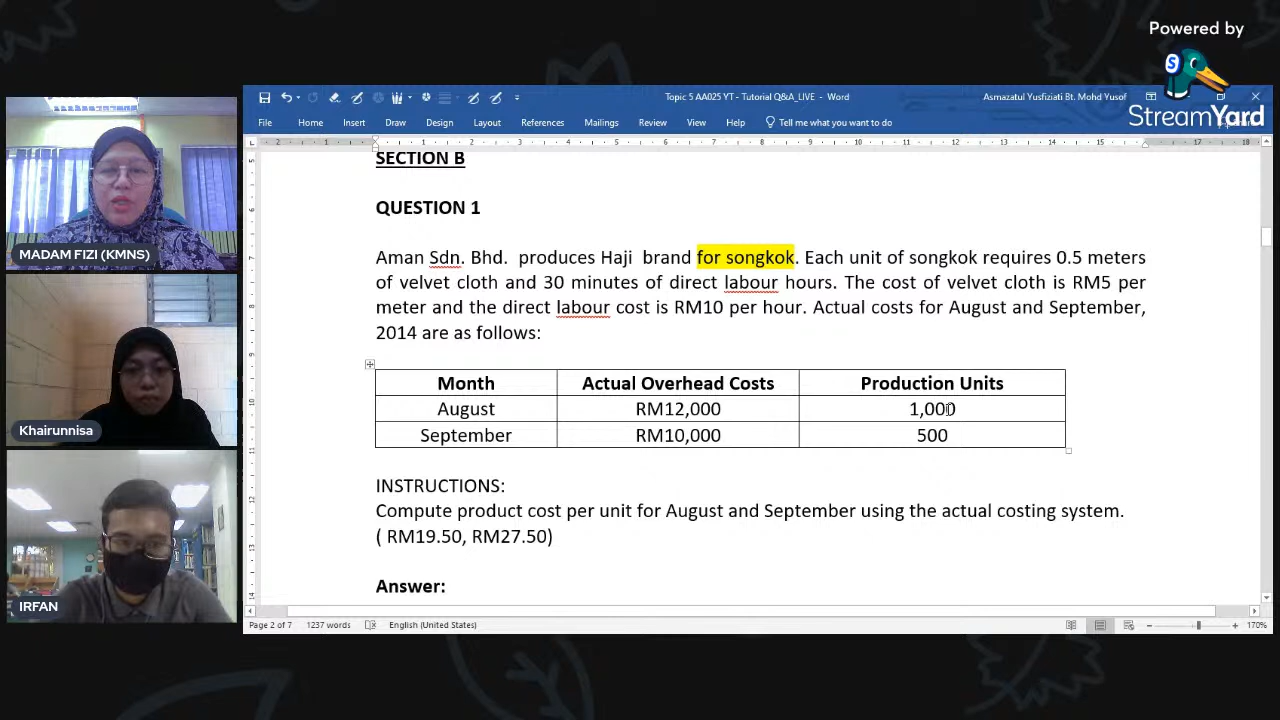 Powered by
S
StreamYard
Topic 5 AA025 YT - Tutorial Q&A_LIVE - Word
Asmazatul Yusfiziati Bt. Mohd Yusof
File Home Insert Draw Design Layout References Mailings Review View Help Tell me what you want to do
SECTION B
QUESTION 1
Aman Sdn. Bhd. produces Haji brand for songkok. Each unit of songkok requires 0.5 meters
of velvet cloth and 30 minutes of direct labour hours. The cost of velvet cloth is RM5 per
meter and the direct labour cost is RM10 per hour. Actual costs for August and September,
2014 are as follows:
Month Actual Overhead Costs Production Units
August RM12,000 1,000
September RM10,000 500
INSTRUCTIONS:
Compute product cost per unit for August and September using the actual costing system.
( RM19.50, RM27.50)
Answer:
Page 2 of 7 1237 words English (United States) 170%
MADAM FIZI (KMNS)
Khairunnisa
IRFAN